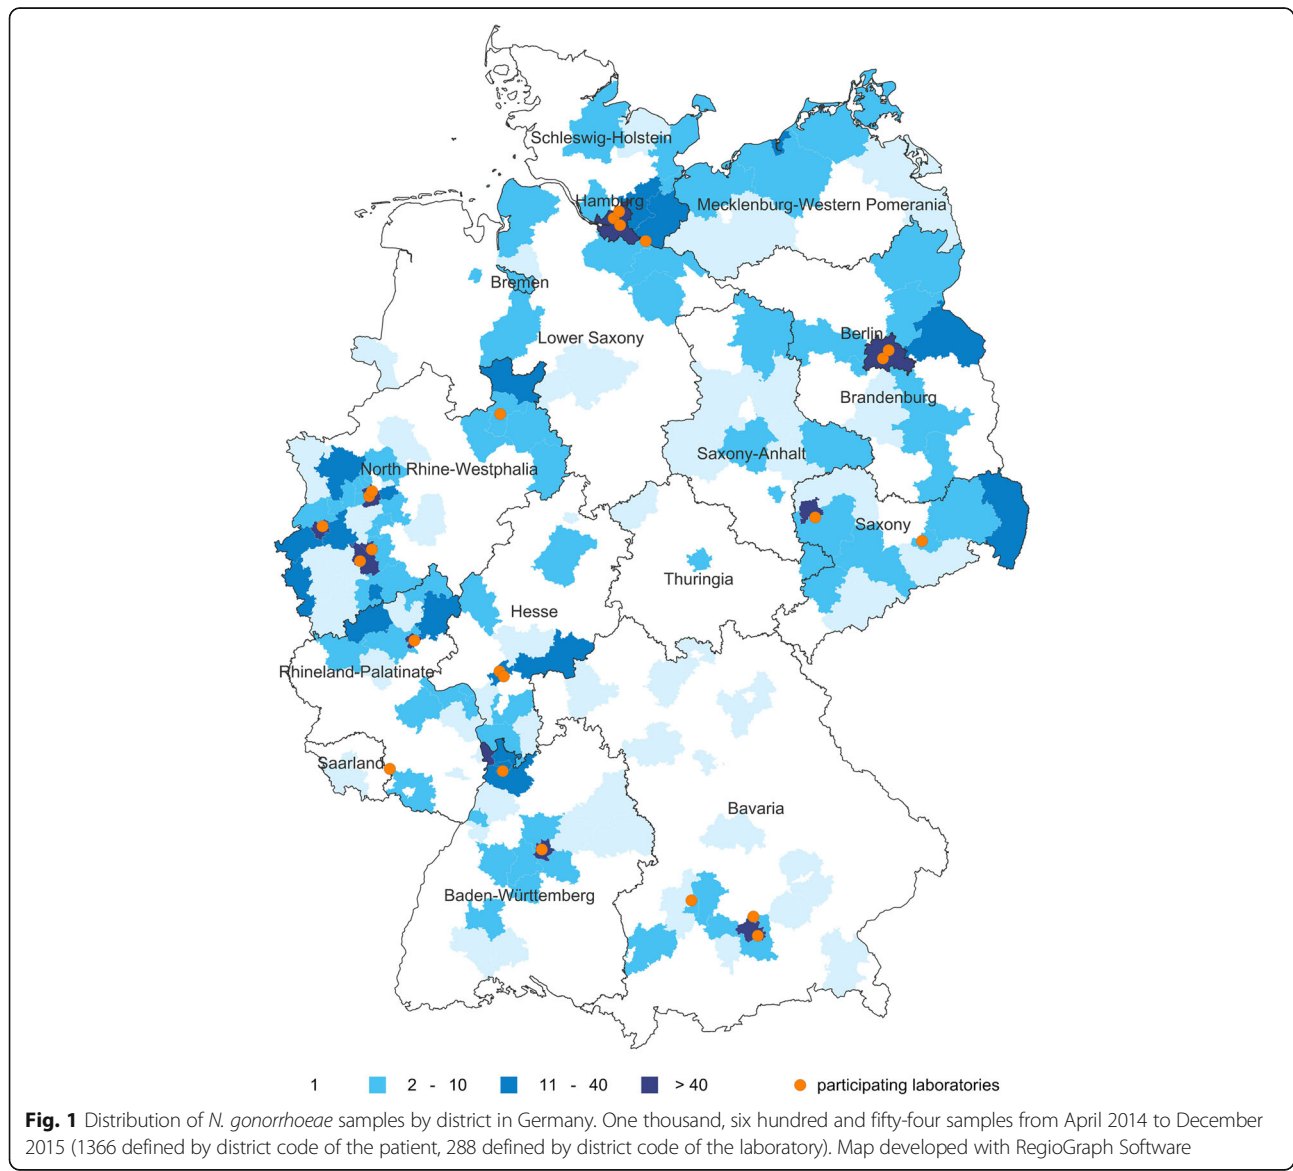 Schleswig-Holstein
Hamburg
Mecklenburg-Western Pomerania
Bremen
Lower Saxony
Berlin
Brandenburg
Saxony-Anhalt
North Rhine-Westphalia
Saxony
Thuringia
Hesse
Rhineland-Palatinate
Saarland
Bavaria
Baden-Württemberg
1 2 - 10 11 - 40 > 40 participating laboratories
Fig. 1 Distribution of N. gonorrhoeae samples by district in Germany. One thousand, six hundred and fifty-four samples from April 2014 to December
2015 (1366 defined by district code of the patient, 288 defined by district code of the laboratory). Map developed with RegioGraph Software